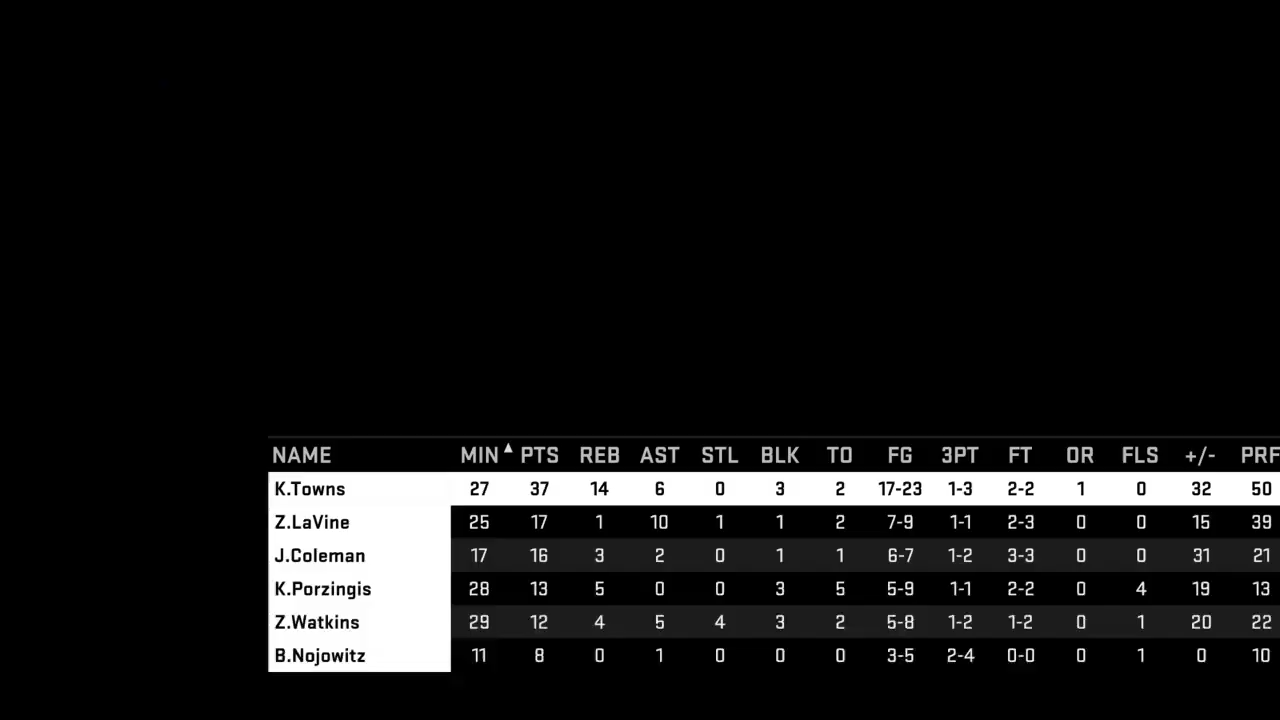 NAME MIN ▲ PTS REB AST STL BLK TO FG 3PT FT OR FLS +/- PRF
K.Towns 27 37 14 6 0 3 2 17-23 1-3 2-2 1 0 32 50
Z.LaVine 25 17 1 10 1 1 2 7-9 1-1 2-3 0 0 15 39
J.Coleman 17 16 3 2 0 1 1 6-7 1-2 3-3 0 0 31 21
K.Porzingis 28 13 5 0 0 3 5 5-9 1-1 2-2 0 4 19 13
Z.Watkins 29 12 4 5 4 3 2 5-8 1-2 1-2 0 1 20 22
B.Nojowitz 11 8 0 1 0 0 0 3-5 2-4 0-0 0 1 0 10